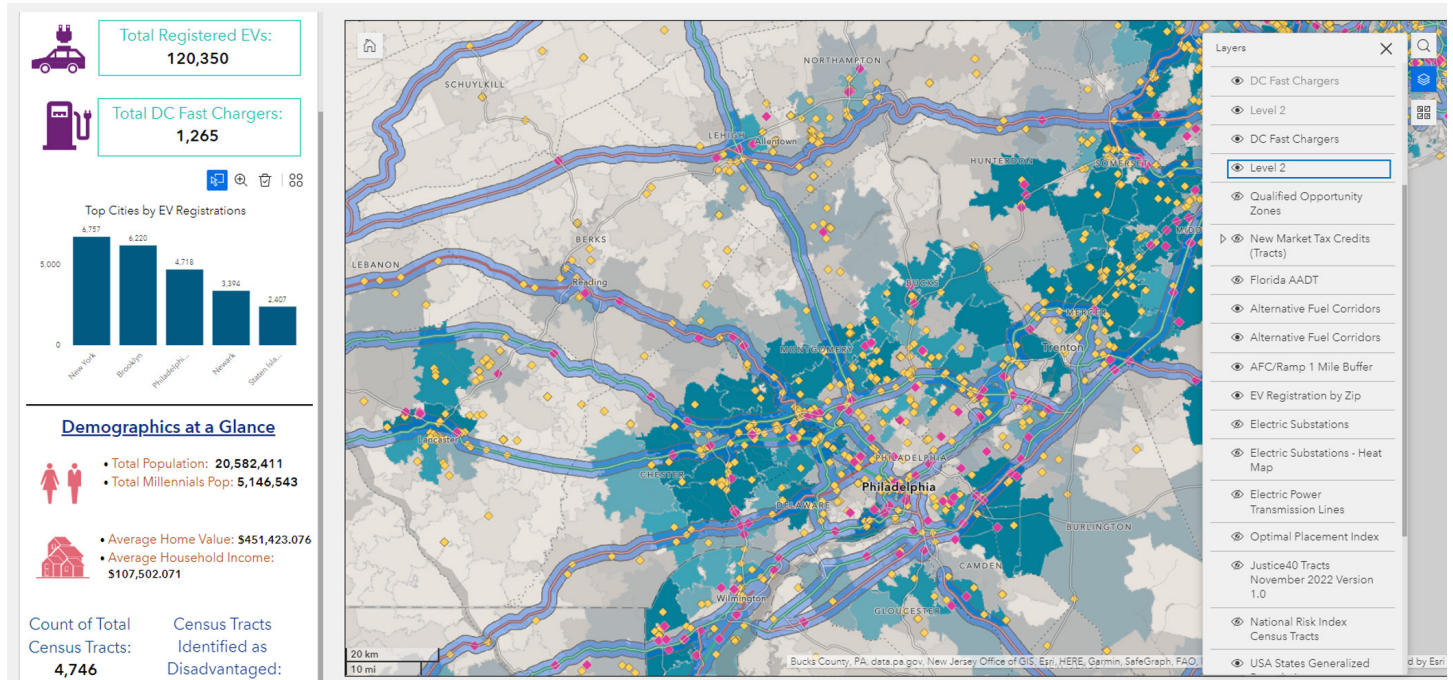 Total Registered EVs:
120,350
Total DC Fast Chargers:
1,265
Top Cities by EV Registrations
6,757
6,220
4,718
3,394
2,407
5,000
0
New York
Brooklyn
Philadelphi...
Newark
Staten Isla...
Demographics at a Glance
• Total Population: 20,582,411
• Total Millennials Pop: 5,146,543
• Average Home Value: $451,423.076
• Average Household Income:
$107,502.071
Count of Total
Census Tracts:
4,746
Census Tracts
Identified as
Disadvantaged:
NORTHAMPTON
SCHUYLKILL
LEHIGH
Allentown
HUNTERDON
SOMERSET
BERKS
LEBANON
Reading
BUCKS
MERCER
Trenton
MONTGOMERY
Lancaster
CHESTER
PHILADELPHIA
Philadelphia
DELAWARE
BURLINGTON
CAMDEN
Wilmington
GLOUCESTER
20 km
10 mi
Bucks County, PA, data.pa.gov, New Jersey Office of GIS, Esri, HERE, Garmin, SafeGraph, FAO,
d by Esri
Layers
DC Fast Chargers
Level 2
DC Fast Chargers
Level 2
Qualified Opportunity
Zones
New Market Tax Credits
(Tracts)
Florida AADT
Alternative Fuel Corridors
Alternative Fuel Corridors
AFC/Ramp 1 Mile Buffer
EV Registration by Zip
Electric Substations
Electric Substations - Heat
Map
Electric Power
Transmission Lines
Optimal Placement Index
Justice40 Tracts
November 2022 Version
1.0
National Risk Index
Census Tracts
USA States Generalized